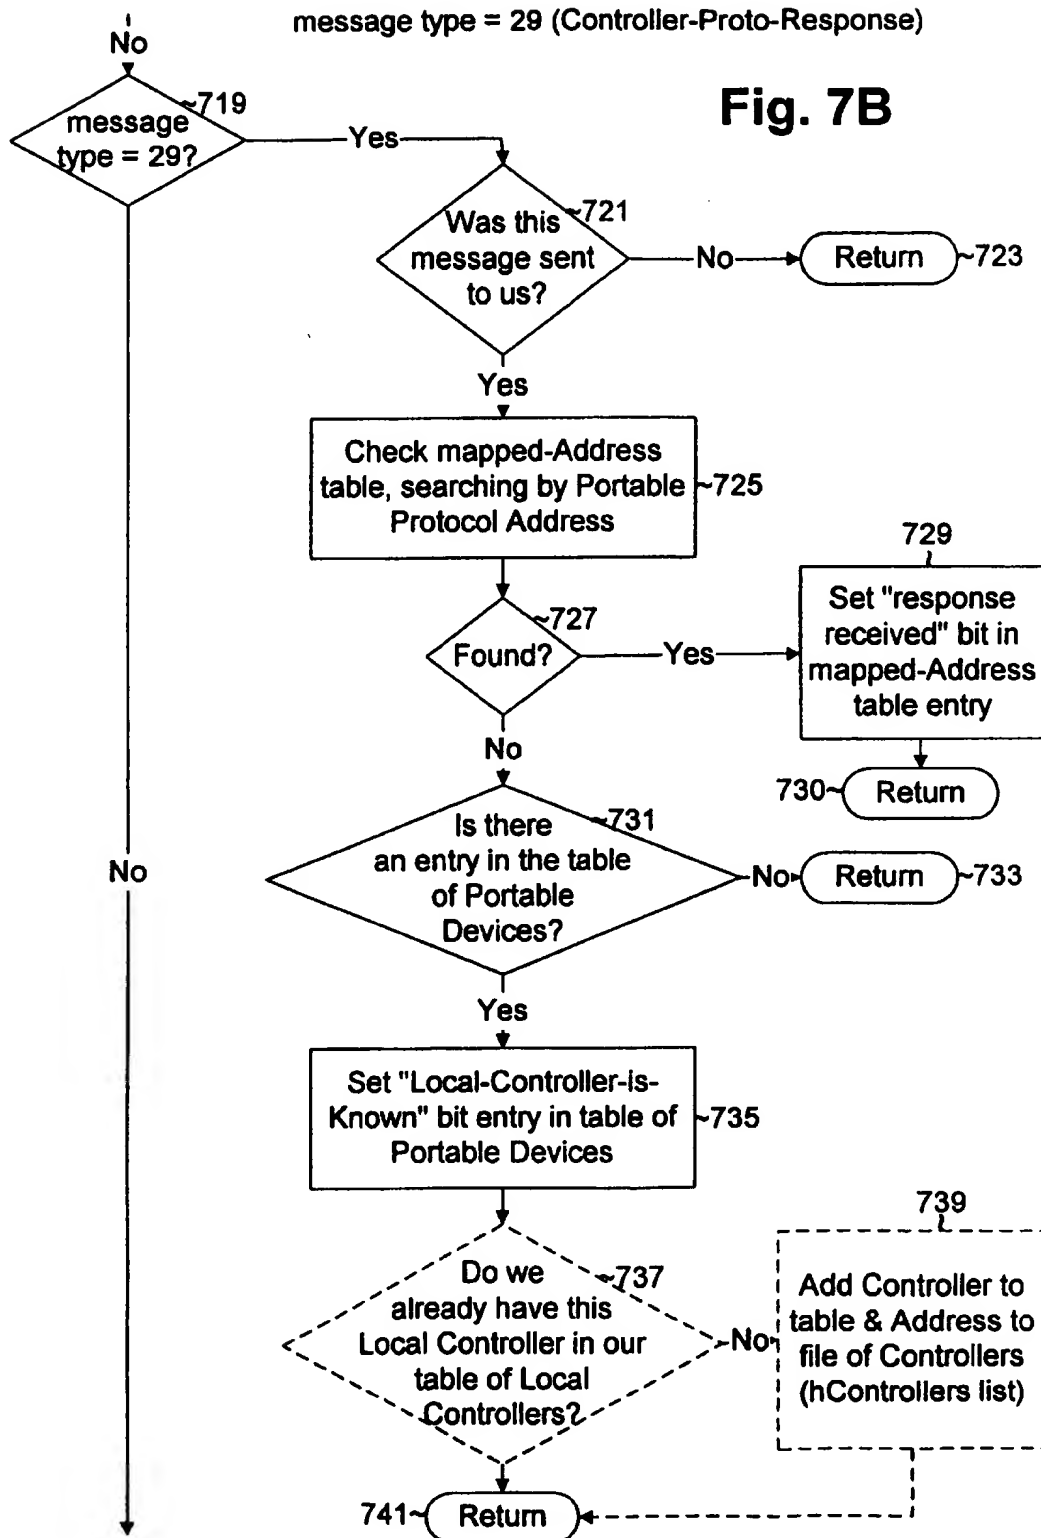 message type = 29 (Controller-Proto-Response)
No
Fig. 7B
~719
message
type = 29?
Yes
~721
Was this
message sent
to us?
No
Return
~723
Yes
Check mapped-Address
table, searching by Portable
Protocol Address
~725
729
Set "response
received" bit in
mapped-Address
table entry
~727
Found?
Yes
No
730~
Return
~731
Is there
an entry in the table
of Portable
Devices?
No
No
Return
~733
Yes
Set "Local-Controller-is-
Known" bit entry in table of
Portable Devices
~735
739
~737
Do we
already have this
Local Controller in our
table of Local
Controllers?
No
Add Controller to
table & Address to
file of Controllers
(hControllers list)
741~
Return